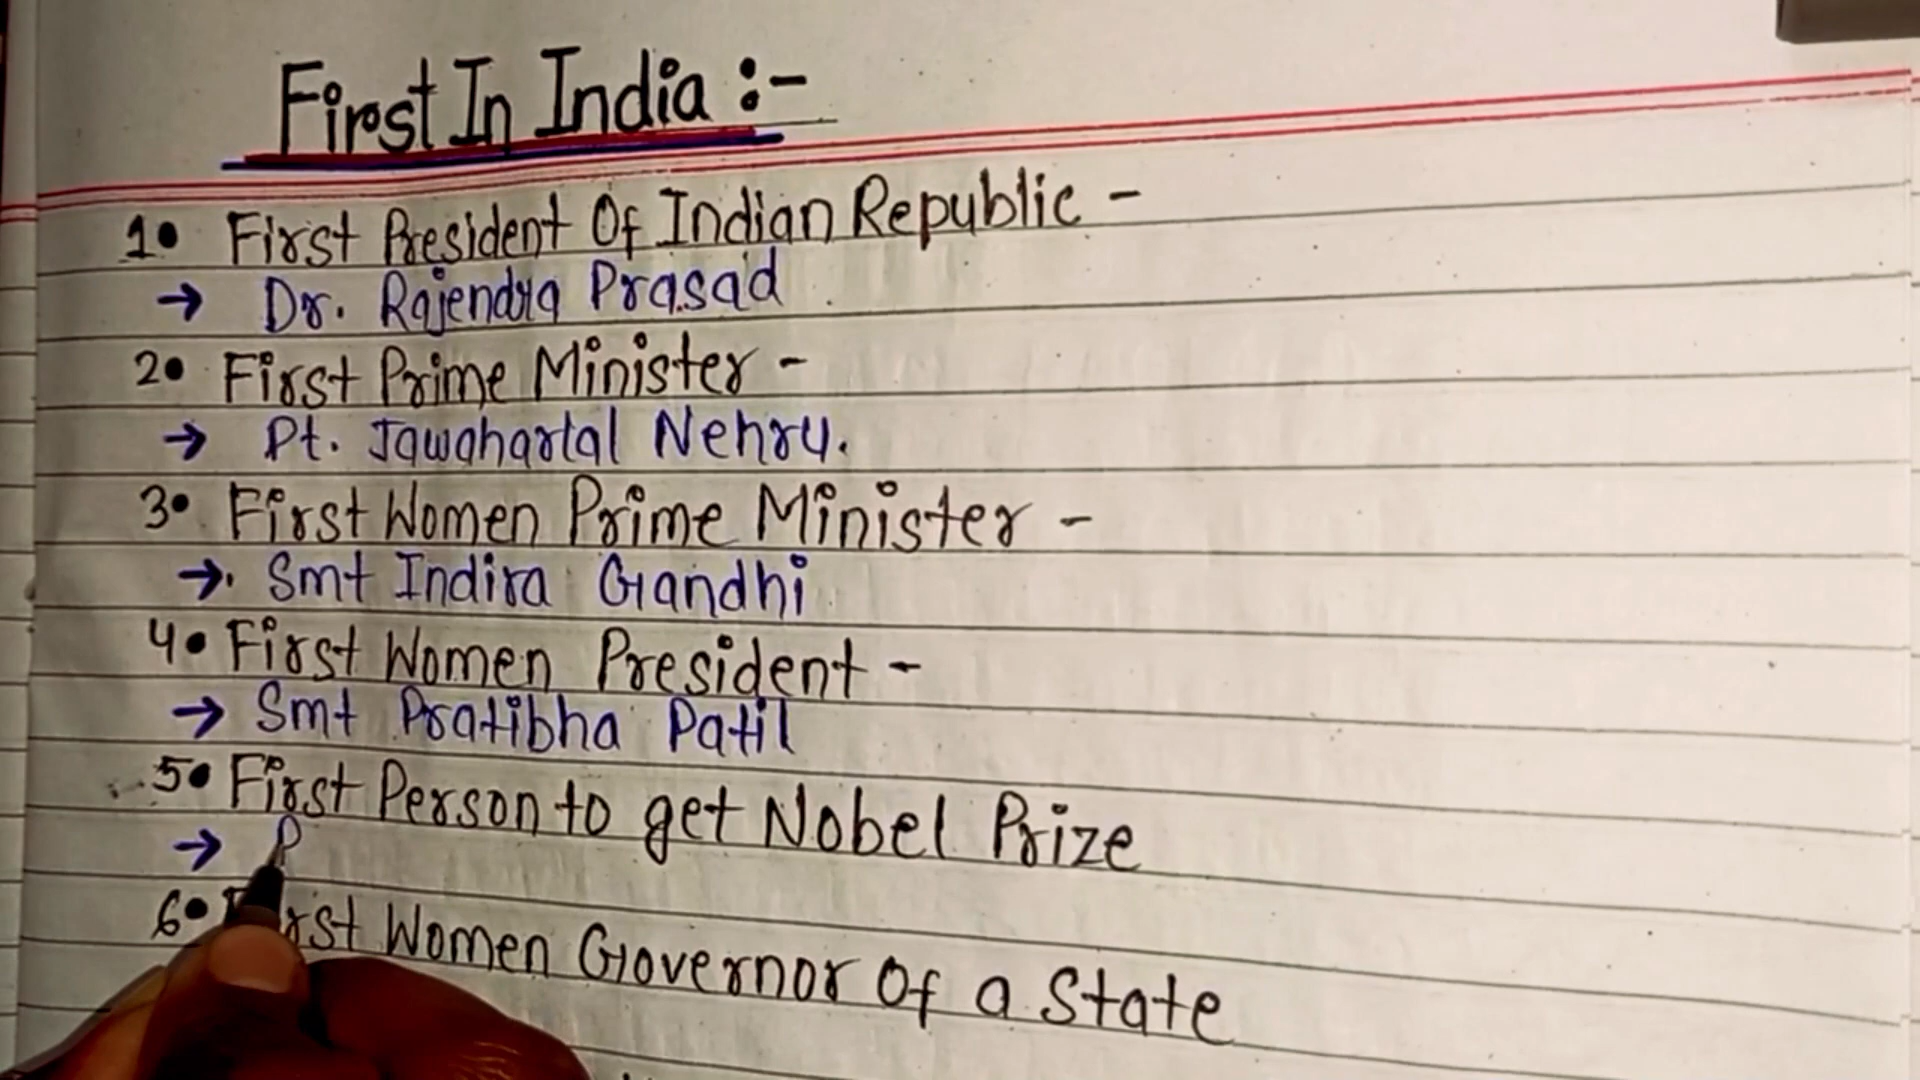 First In India :-
1• First President Of Indian Republic -
→ Dr. Rajendra Prasad
2• First Prime Minister -
→ Pt. Jawaharlal Nehru.
3• First Women Prime Minister -
→ Smt Indira Gandhi
4• First Women President -
→ Smt Pratibha Patil
5• First Person to get Nobel Prize
→
6• First Women Governor Of a State